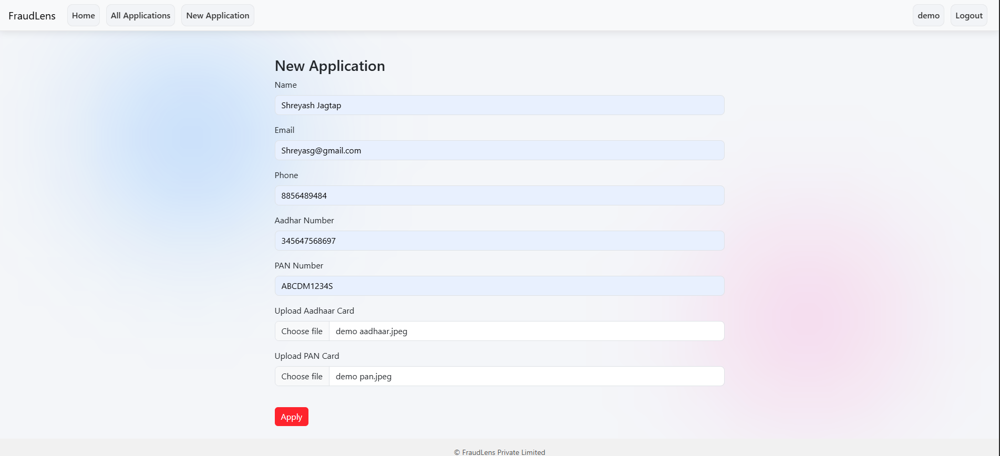 FraudLens Home All Applications New Application demo Logout
New Application
Name
Shreyash Jagtap
Email
Shreyasg@gmail.com
Phone
8856489484
Aadhar Number
345647568697
PAN Number
ABCDM1234S
Upload Aadhaar Card
Choose file demo aadhaar.jpeg
Upload PAN Card
Choose file demo pan.jpeg
Apply
© FraudLens Private Limited